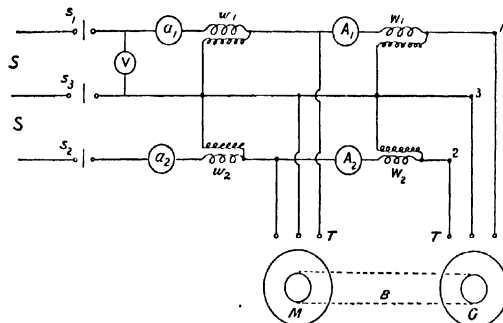 s₁ a₁ w₁ A₁ W₁ 1
S V
s₃ 3
S
s₂ a₂ w₂ A₂ W₂ 2
T T
B
M G